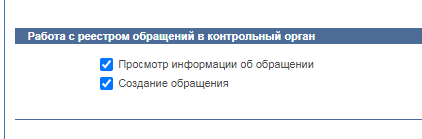 Работа с реестром обращений в контрольный орган
Просмотр информации об обращении
Создание обращения